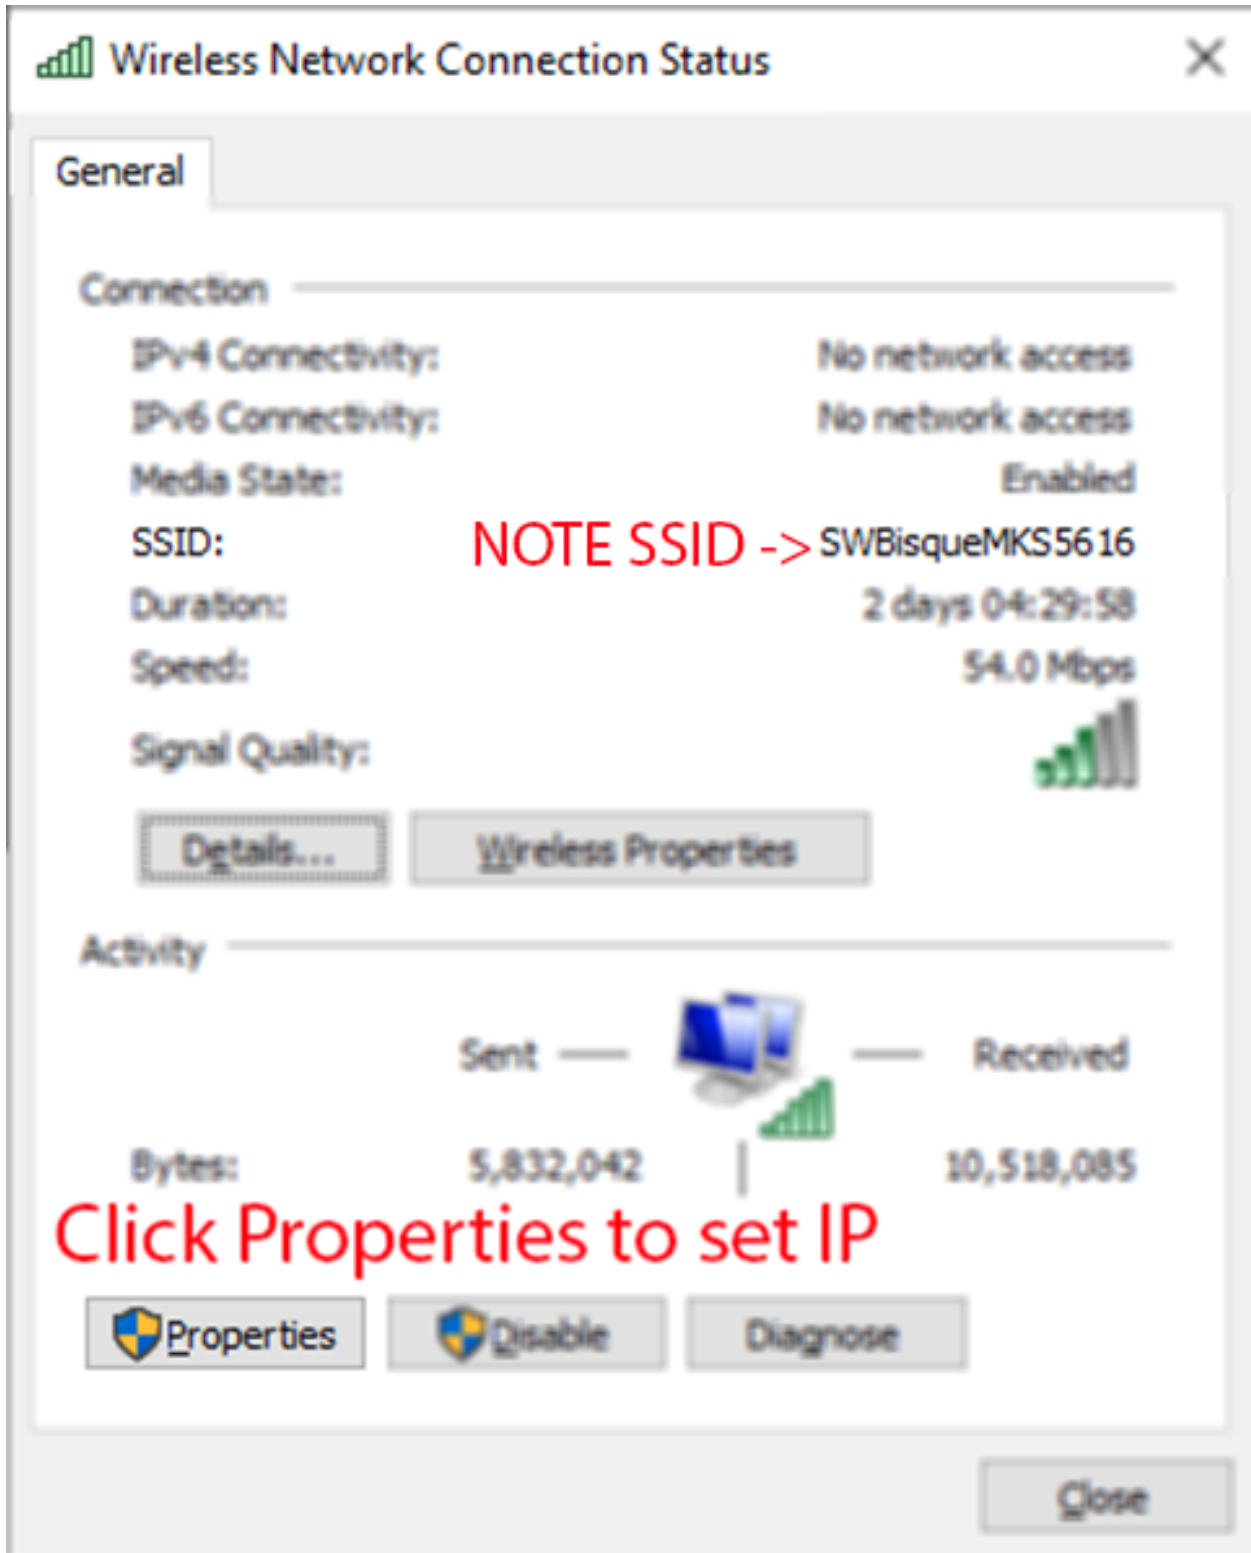 Wireless Network Connection Status
General
Connection
IPv4 Connectivity: No network access
IPv6 Connectivity: No network access
Media State: Enabled
SSID: NOTE SSID -> SWBisqueMKS5616
Duration: 2 days 04:29:58
Speed: 54.0 Mbps
Signal Quality:
Details... Wireless Properties
Activity
Sent Received
Bytes: 5,832,042 10,518,085
Click Properties to set IP
Properties Disable Diagnose
Close